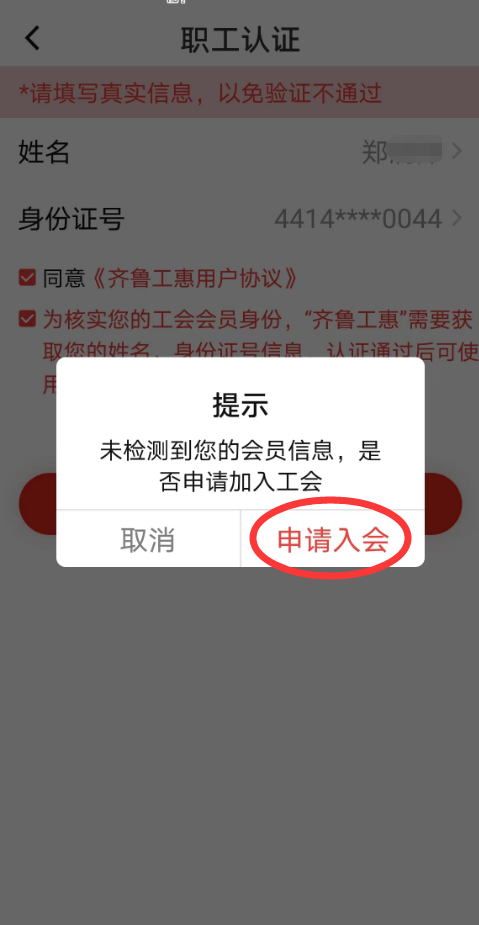 职工认证
*请填写真实信息，以免验证不通过
姓名
郑
身份证号
4414****0044
同意《齐鲁工惠用户协议》
为核实您的工会会员身份，“齐鲁工惠”需要获
取您的姓名、身份证号信息，认证通过后可使
用
提示
未检测到您的会员信息，是
否申请加入工会
取消
申请入会